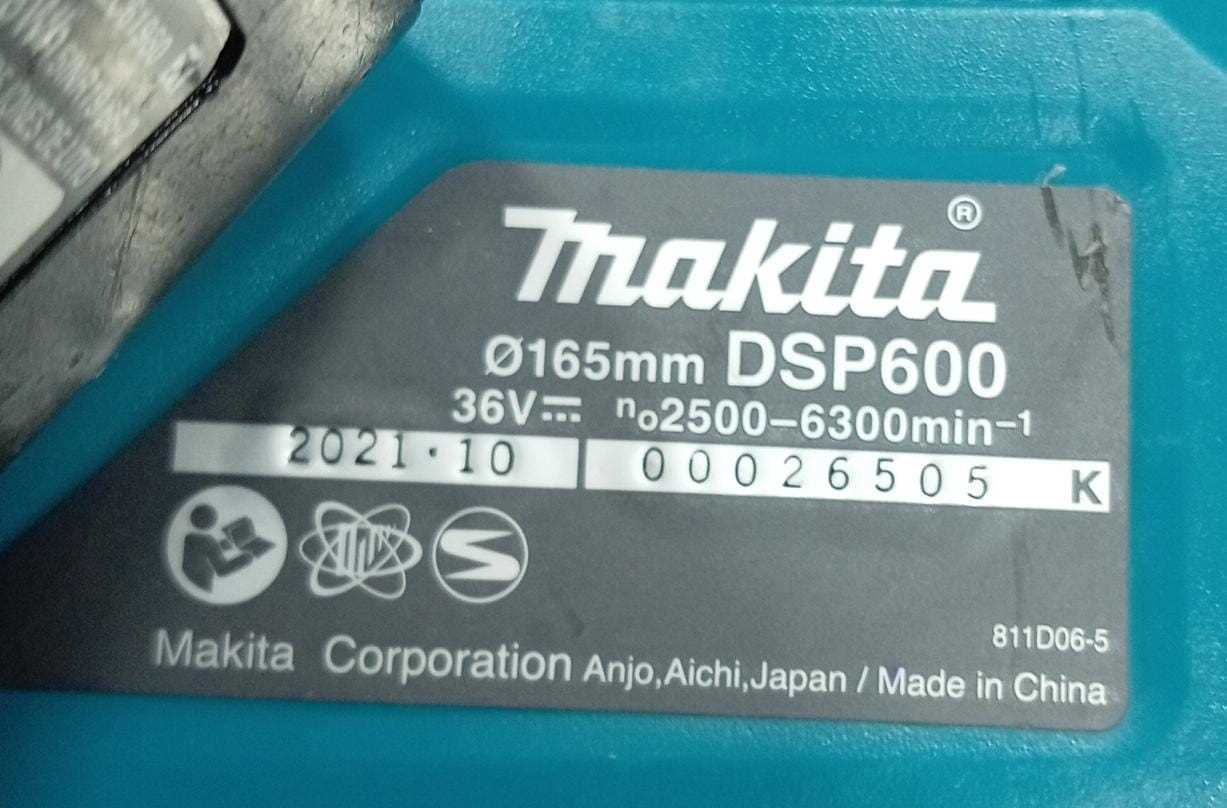 makita®
Ø165mm DSP600
36V⎓ no2500–6300min⁻¹
2021·10 00026505 K
811D06-5
Makita Corporation Anjo,Aichi,Japan / Made in China